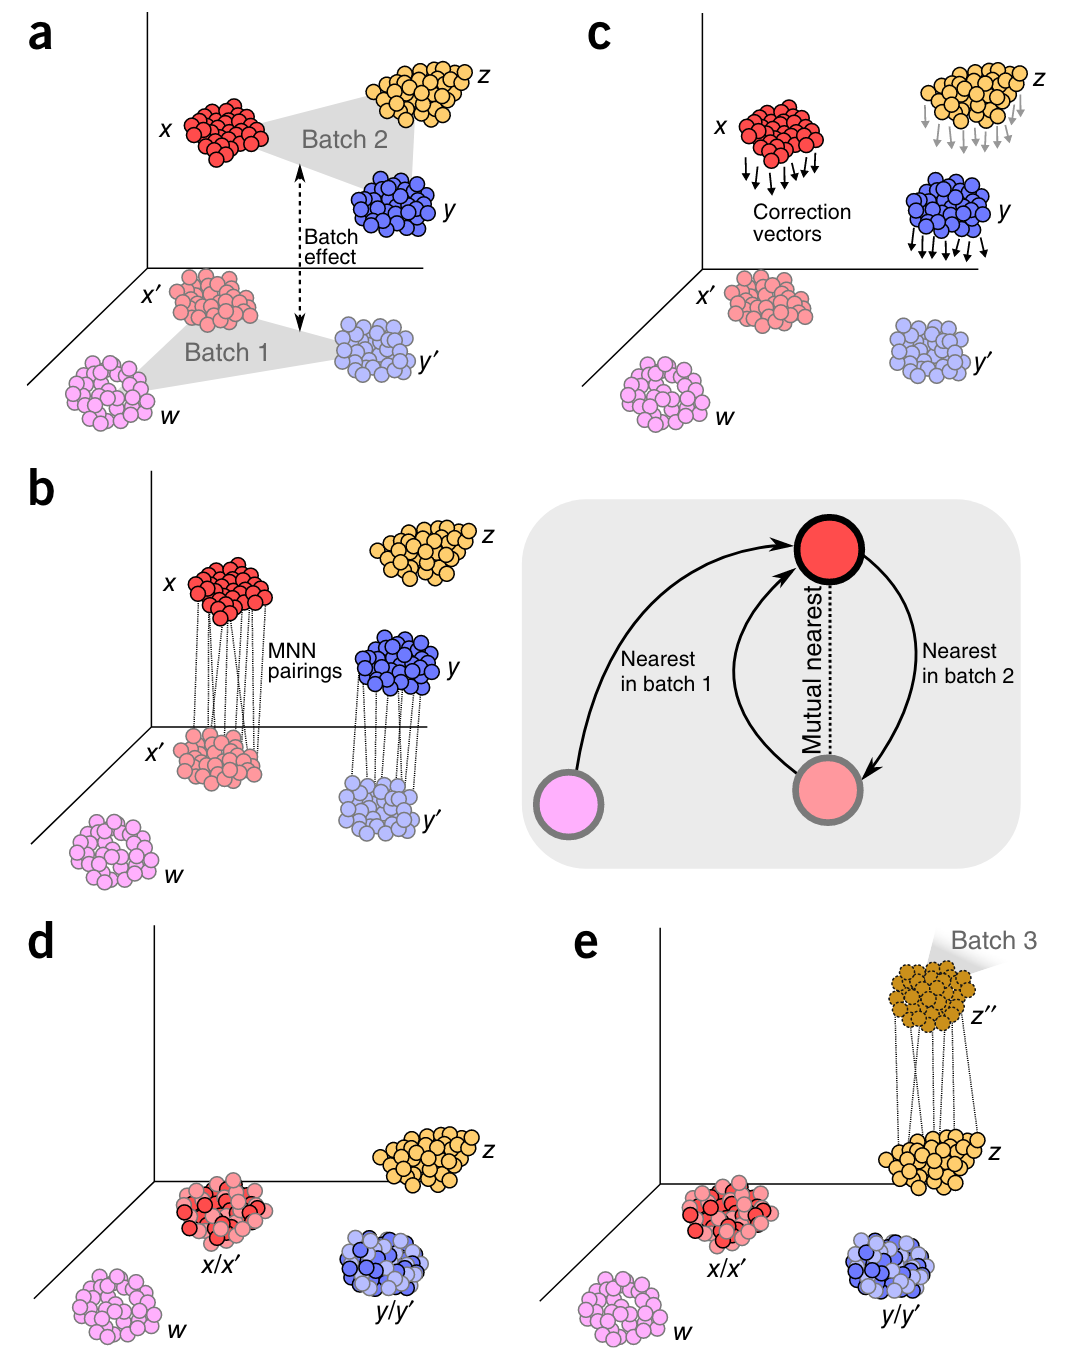 a
x
z
Batch 2
y
Batch
effect
x′
Batch 1
y′
w
c
x
z
y
Correction
vectors
x′
y′
w
b
x
z
MNN
pairings
y
x′
y′
w
Nearest
in batch 1
Mutual nearest
Nearest
in batch 2
d
z
x/x′
y/y′
w
e
Batch 3
z′′
z
x/x′
y/y′
w